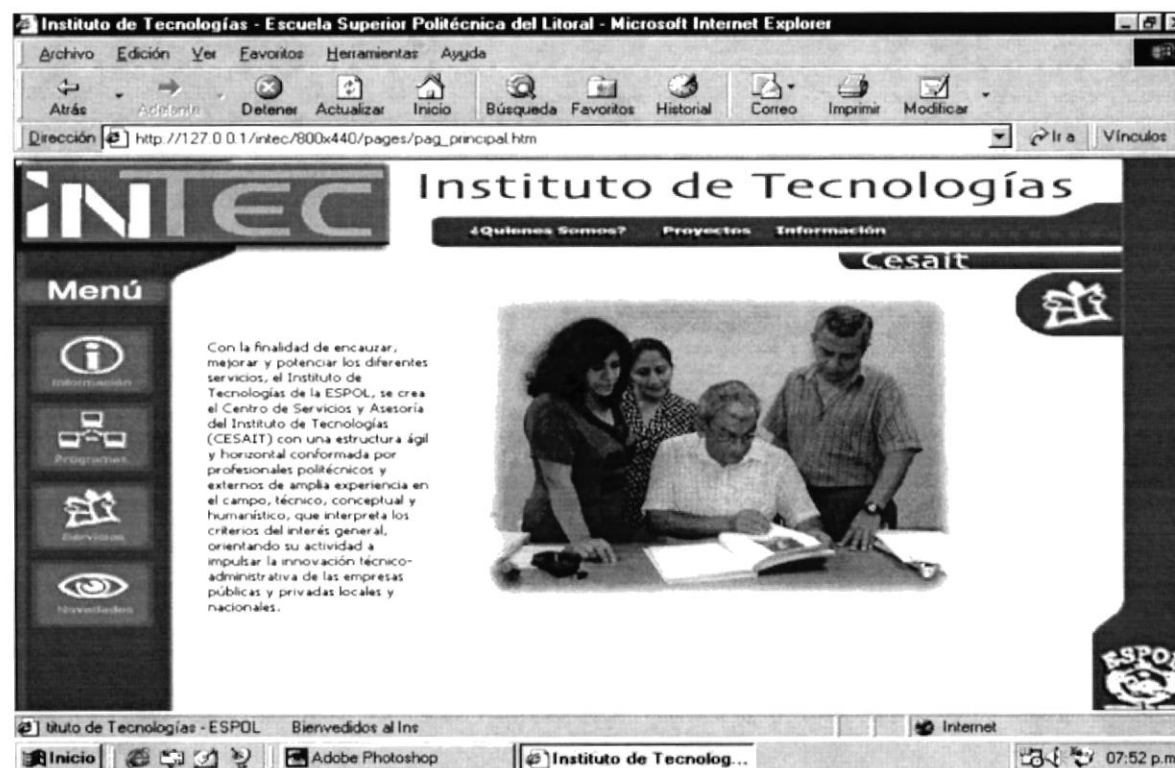 Instituto de Tecnologías - Escuela Superior Politécnica del Litoral - Microsoft Internet Explorer
Archivo Edición Ver Favoritos Herramientas Ayuda
Atrás Adelante Detener Actualizar Inicio Búsqueda Favoritos Historial Correo Imprimir Modificar
Dirección http://127.0.0.1/intec/800x440/pages/pag_principal.htm Ir a Vínculos
iNTEC
Instituto de Tecnologías
¿Quienes Somos? Proyectos Información
Cesait
Menú
Información
Programas
Servicios
Novedades
Con la finalidad de encauzar,
mejorar y potenciar los diferentes
servicios, el Instituto de
Tecnologías de la ESPOL, se crea
el Centro de Servicios y Asesoría
del Instituto de Tecnologías
(CESAIT) con una estructura ágil
y horizontal conformada por
profesionales politécnicos y
externos de amplia experiencia en
el campo, técnico, conceptual y
humanístico, que interpreta los
criterios del interés general,
orientando su actividad a
impulsar la innovación técnico-
administrativa de las empresas
públicas y privadas locales y
nacionales.
ESPOL
tituto de Tecnologías - ESPOL Bienvedidos al Ins Internet
Inicio Adobe Photoshop Instituto de Tecnolog... 07:52 p.m.